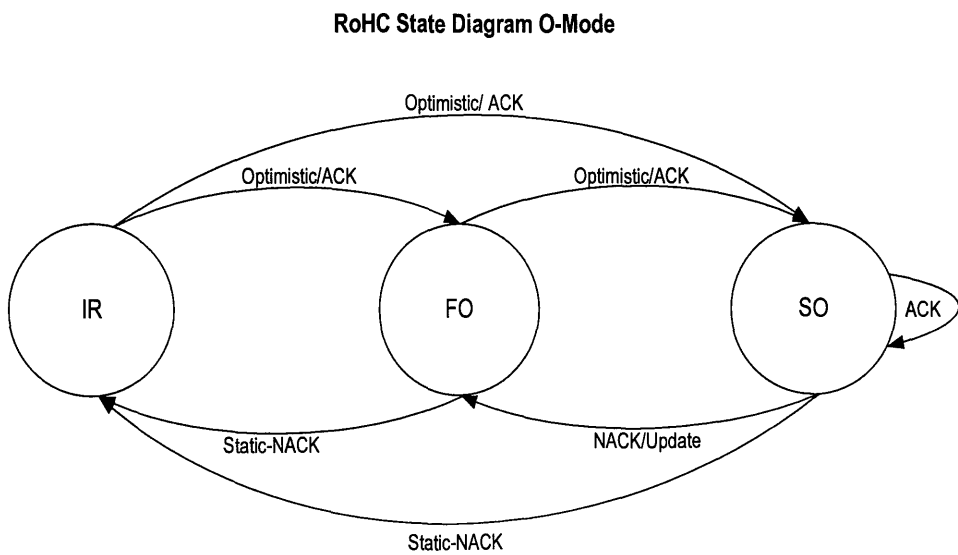 RoHC State Diagram O-Mode
Optimistic/ ACK
Optimistic/ACK
Optimistic/ACK
IR
FO
SO
ACK
Static-NACK
NACK/Update
Static-NACK